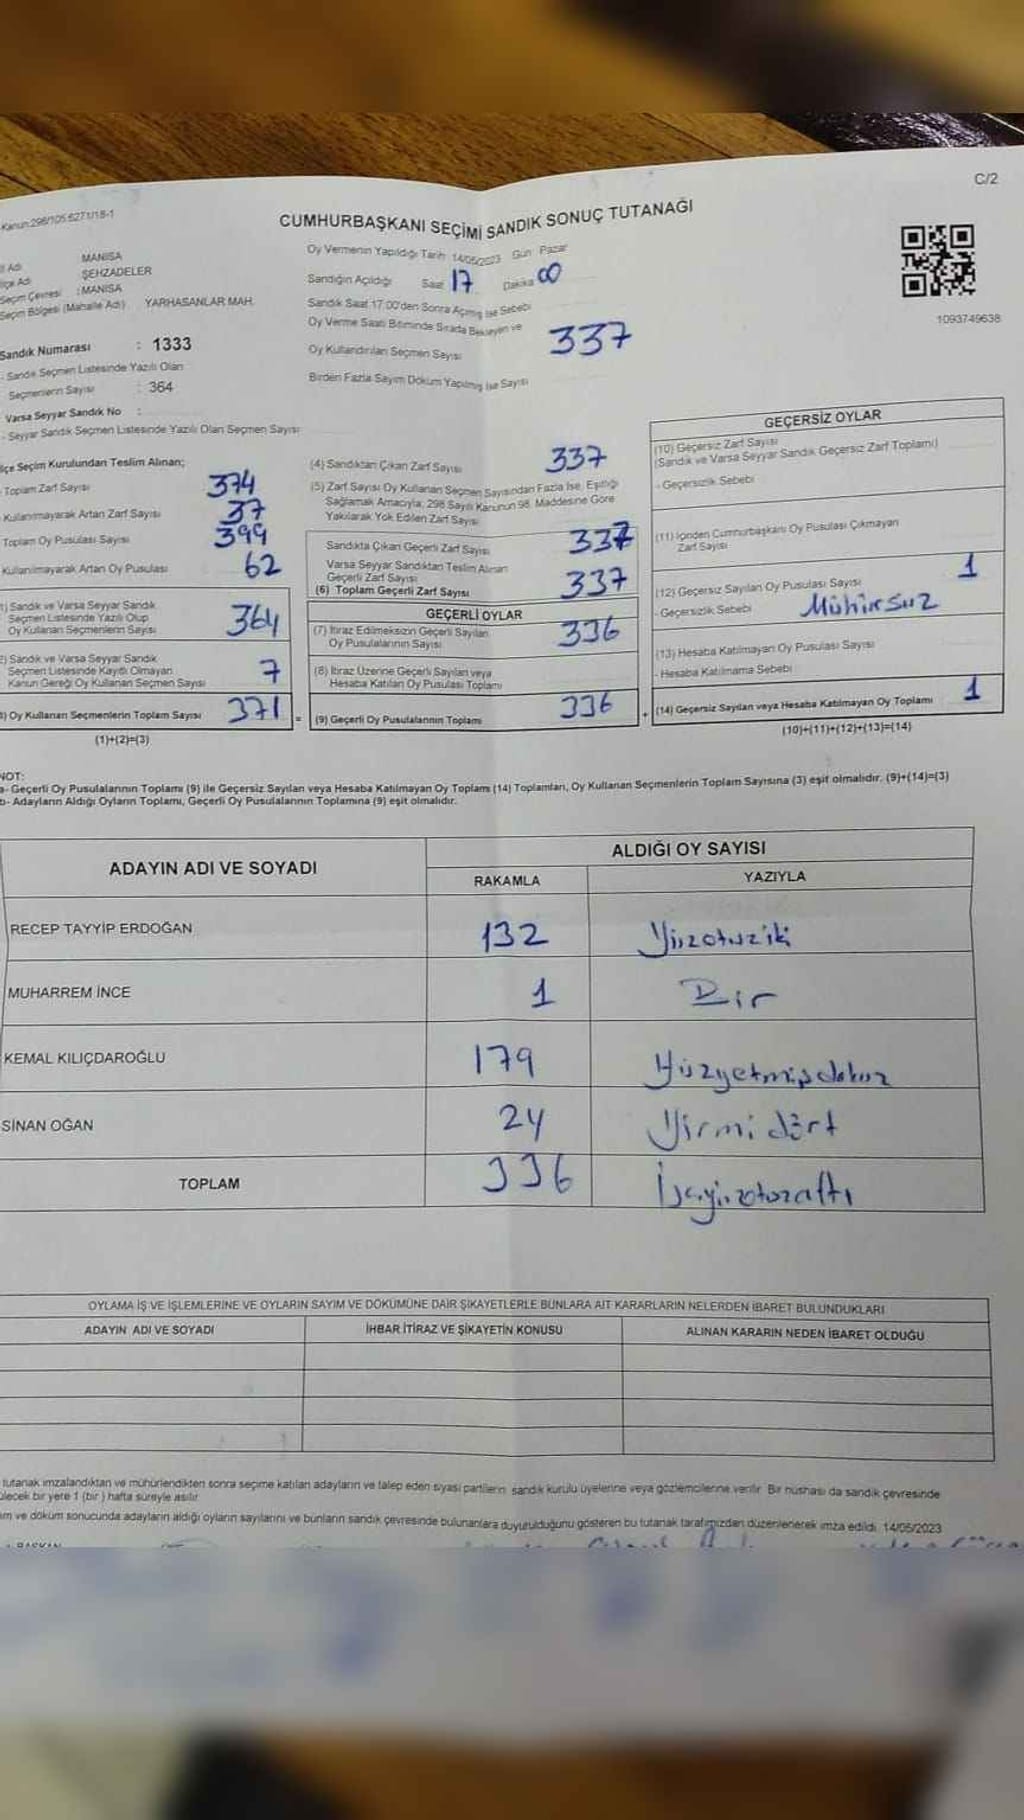 C/2
Kanun:298/105.6271/18-1
CUMHURBAŞKANI SEÇİMİ SANDIK SONUÇ TUTANAĞI
İl Adı MANİSA
İlçe Adı ŞEHZADELER
Seçim Çevresi : MANİSA
Seçim Bölgesi (Mahalle Adı) YARHASANLAR MAH.
Sandık Numarası : 1333
- Sandık Seçmen Listesinde Yazılı Olan
Seçmenlerin Sayısı : 364
Varsa Seyyar Sandık No :
- Seyyar Sandık Seçmen Listesinde Yazılı Olan Seçmen Sayısı
Oy Vermenin Yapıldığı Tarih 14/05/2023 Gün Pazar
Sandığın Açıldığı Saat 17 Dakika 00
Sandık Saat 17.00'den Sonra Açılmış İse Sebebi
Oy Verme Saati Bitiminde Sırada Bekleyen ve
Oy Kullandırılan Seçmen Sayısı 337
Birden Fazla Sayım Döküm Yapılmış İse Sayısı
1093749638
İlçe Seçim Kurulundan Teslim Alınan;
Toplam Zarf Sayısı 374
Kullanılmayarak Artan Zarf Sayısı 37
Toplam Oy Pusulası Sayısı 399
Kullanılmayarak Artan Oy Pusulası 62
(1) Sandık ve Varsa Seyyar Sandık
Seçmen Listesinde Yazılı Olup
Oy Kullanan Seçmenlerin Sayısı 364
(2) Sandık ve Varsa Seyyar Sandık
Seçmen Listesinde Kayıtlı Olmayan
Kanun Gereği Oy Kullanan Seçmen Sayısı 7
(3) Oy Kullanan Seçmenlerin Toplam Sayısı 371 =
(1)+(2)=(3)
(4) Sandıktan Çıkan Zarf Sayısı 337
(5) Zarf Sayısı Oy Kullanan Seçmen Sayısından Fazla İse, Eşitliği
Sağlamak Amacıyla, 298 Sayılı Kanunun 98. Maddesine Göre
Yakılarak Yok Edilen Zarf Sayısı
Sandıkta Çıkan Geçerli Zarf Sayısı 337
Varsa Seyyar Sandıktan Teslim Alınan
Geçerli Zarf Sayısı
(6) Toplam Geçerli Zarf Sayısı 337
GEÇERLİ OYLAR
(7) İtiraz Edilmeksizin Geçerli Sayılan
Oy Pusulalarının Sayısı 336
(8) İtiraz Üzerine Geçerli Sayılan veya
Hesaba Katılan Oy Pusulası Toplamı
(9) Geçerli Oy Pusulalarının Toplamı 336 +
GEÇERSİZ OYLAR
(10) Geçersiz Zarf Sayısı
(Sandık ve Varsa Seyyar Sandık Geçersiz Zarf Toplamı)
- Geçersizlik Sebebi
(11) İçinden Cumhurbaşkanı Oy Pusulası Çıkmayan
Zarf Sayısı
(12) Geçersiz Sayılan Oy Pusulası Sayısı 1
- Geçersizlik Sebebi Mühürsüz
(13) Hesaba Katılmayan Oy Pusulası Sayısı
- Hesaba Katılmama Sebebi
(14) Geçersiz Sayılan veya Hesaba Katılmayan Oy Toplamı 1
(10)+(11)+(12)+(13)=(14)
NOT:
a- Geçerli Oy Pusulalarının Toplamı (9) ile Geçersiz Sayılan veya Hesaba Katılmayan Oy Toplamı (14) Toplamları, Oy Kullanan Seçmenlerin Toplam Sayısına (3) eşit olmalıdır. (9)+(14)=(3)
b- Adayların Aldığı Oyların Toplamı, Geçerli Oy Pusulalarının Toplamına (9) eşit olmalıdır.
ADAYIN ADI VE SOYADI ALDIĞI OY SAYISI
RAKAMLA YAZIYLA
RECEP TAYYİP ERDOĞAN 132 Yüzotuziki
MUHARREM İNCE 1 Bir
KEMAL KILIÇDAROĞLU 179 Yüzyetmişdokuz
SİNAN OĞAN 24 Yirmi dört
TOPLAM 336 Üçyüzotuzaltı
OYLAMA İŞ VE İŞLEMLERİNE VE OYLARIN SAYIM VE DÖKÜMÜNE DAİR ŞİKAYETLERLE BUNLARA AİT KARARLARIN NELERDEN İBARET BULUNDUKLARI
ADAYIN ADI VE SOYADI İHBAR İTİRAZ VE ŞİKAYETİN KONUSU ALINAN KARARIN NEDEN İBARET OLDUĞU
tutanak imzalandıktan ve mühürlendikten sonra seçime katılan adayların ve talep eden siyasi partilerin sandık kurulu üyelerine veya gözlemcilerine verilir. Bir nüshası da sandık çevresinde
bir yere 1 (bir) hafta süreyle asılır
ve döküm sonucunda adayların aldığı oyların sayılarını ve bunların sandık çevresinde bulunanlara duyurulduğunu gösteren bu tutanak tarafımızdan düzenlenerek imza edildi. 14/05/2023
BAŞKAN